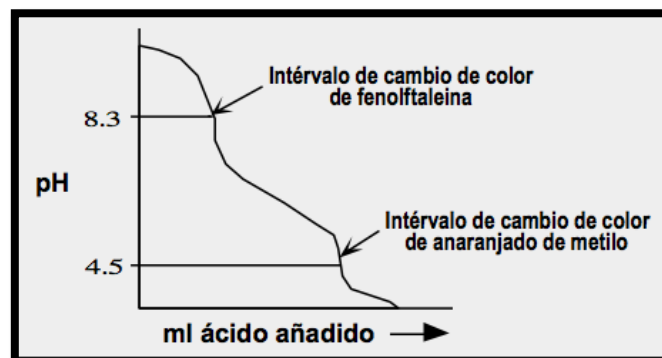 Intérvalo de cambio de color
de fenolftaleina
8.3
pH
Intérvalo de cambio de color
de anaranjado de metilo
4.5
ml ácido añadido